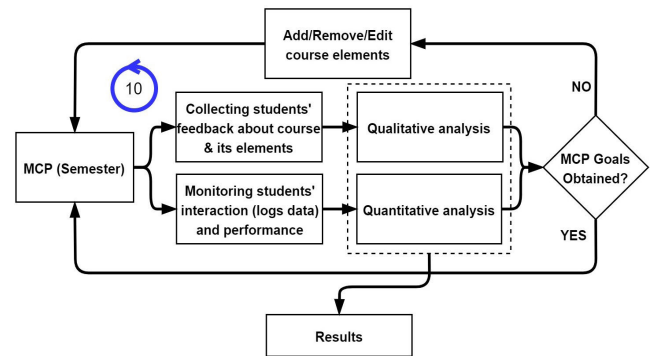 Add/Remove/Edit
course elements
10
NO
Collecting students'
feedback about course
& its elements
Qualitative analysis
MCP (Semester)
MCP Goals
Obtained?
Monitoring students'
interaction (logs data)
and performance
Quantitative analysis
YES
Results